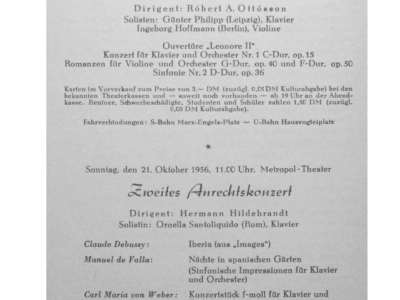 Dirigent: Róbert A. Ottósson
Solisten: Günter Philipp (Leipzig), Klavier
Ingeborg Hoffmann (Berlin), Violine
Ouvertüre „Leonore II“
Konzert für Klavier und Orchester Nr. 1 C-Dur, op. 15
Romanzen für Violine und Orchester G-Dur, op. 40 und F-Dur, op. 50
Sinfonie Nr. 2 D-Dur, op. 36
Karten im Vorverkauf zum Preise von 3.— DM (zuzügl. 0,05 DM Kulturabgabe) bei den
bekannten Theaterkassen und — soweit noch vorhanden — ab 19 Uhr an der Abend-
kasse. Rentner, Schwerbeschädigte, Studenten und Schüler zahlen 1,50 DM (zuzügl.
0,05 DM Kulturabgabe).
Fahrverbindungen: S-Bahn Marx-Engels-Platz — U-Bahn Hausvogteiplatz
*
Sonntag, den 21. Oktober 1956, 11.00 Uhr, Metropol-Theater
Zweites Anrechtskonzert
Dirigent: Hermann Hildebrandt
Solistin: Ornella Santoliquido (Rom), Klavier
Claude Debussy: Iberia (aus „Images“)
Manuel de Falla: Nächte in spanischen Gärten
(Sinfonische Impressionen für Klavier
und Orchester)
Carl Maria von Weber: Konzertstück f-moll für Klavier und